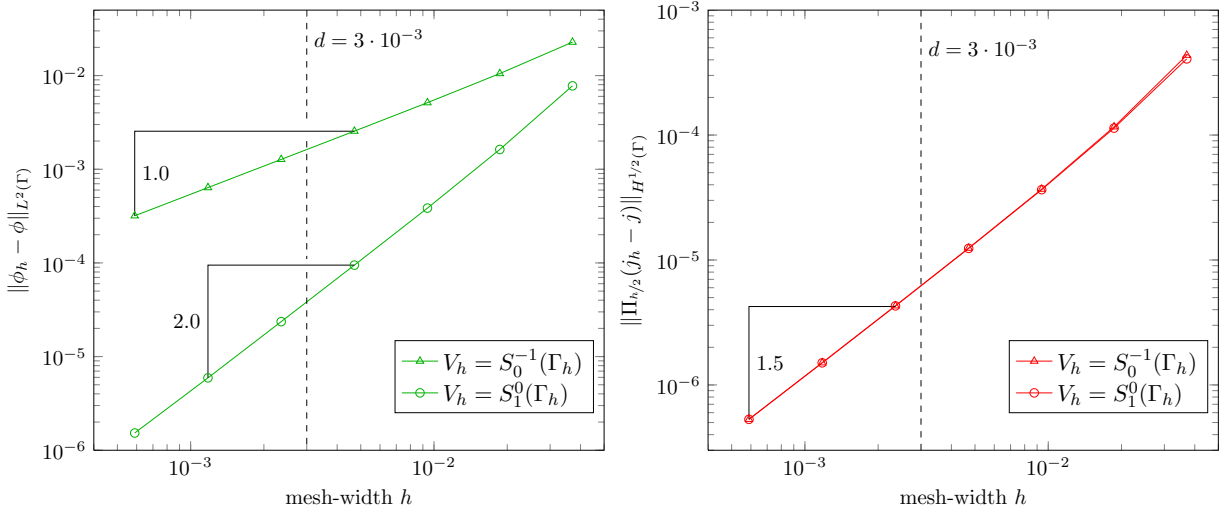 10^{-2}
10^{-3}
10^{-4}
10^{-5}
10^{-6}
||ϕ_h − ϕ||_{L^2(Γ)}
d = 3 · 10^{-3}
1.0
2.0
V_h = S_0^{-1}(Γ_h)
V_h = S_1^0(Γ_h)
10^{-3}
10^{-2}
mesh-width h
10^{-3}
10^{-4}
10^{-5}
10^{-6}
||Π_{h/2}(j_h − j)||_{H^{1/2}(Γ)}
d = 3 · 10^{-3}
1.5
V_h = S_0^{-1}(Γ_h)
V_h = S_1^0(Γ_h)
10^{-3}
10^{-2}
mesh-width h